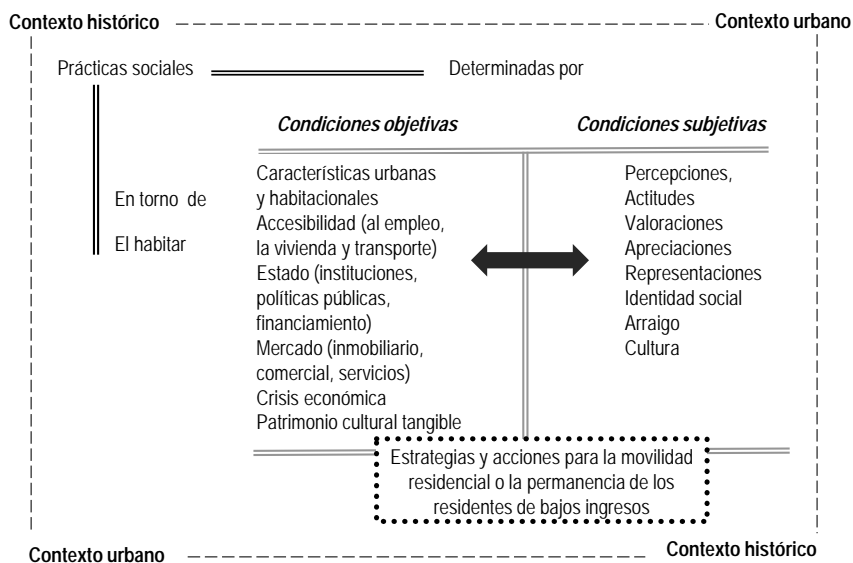 Contexto histórico
Contexto urbano
Prácticas sociales
Determinadas por
Condiciones objetivas
Condiciones subjetivas
En torno de
El habitar
Características urbanas
y habitacionales
Accesibilidad (al empleo,
la vivienda y transporte)
Estado (instituciones,
políticas públicas,
financiamiento)
Mercado (inmobiliario,
comercial, servicios)
Crisis económica
Patrimonio cultural tangible
Percepciones,
Actitudes
Valoraciones
Apreciaciones
Representaciones
Identidad social
Arraigo
Cultura
Estrategias y acciones para la movilidad
residencial o la permanencia de los
residentes de bajos ingresos
Contexto urbano
Contexto histórico